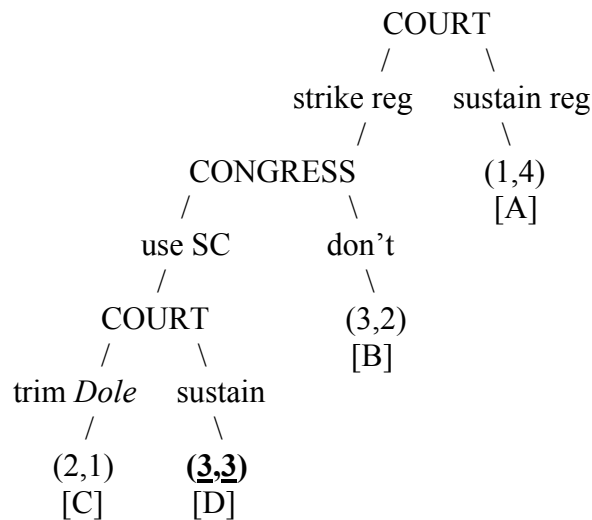 COURT
strike reg sustain reg
CONGRESS (1,4)
[A]
use SC don't
COURT (3,2)
[B]
trim Dole sustain
(2,1) (3,3)
[C] [D]